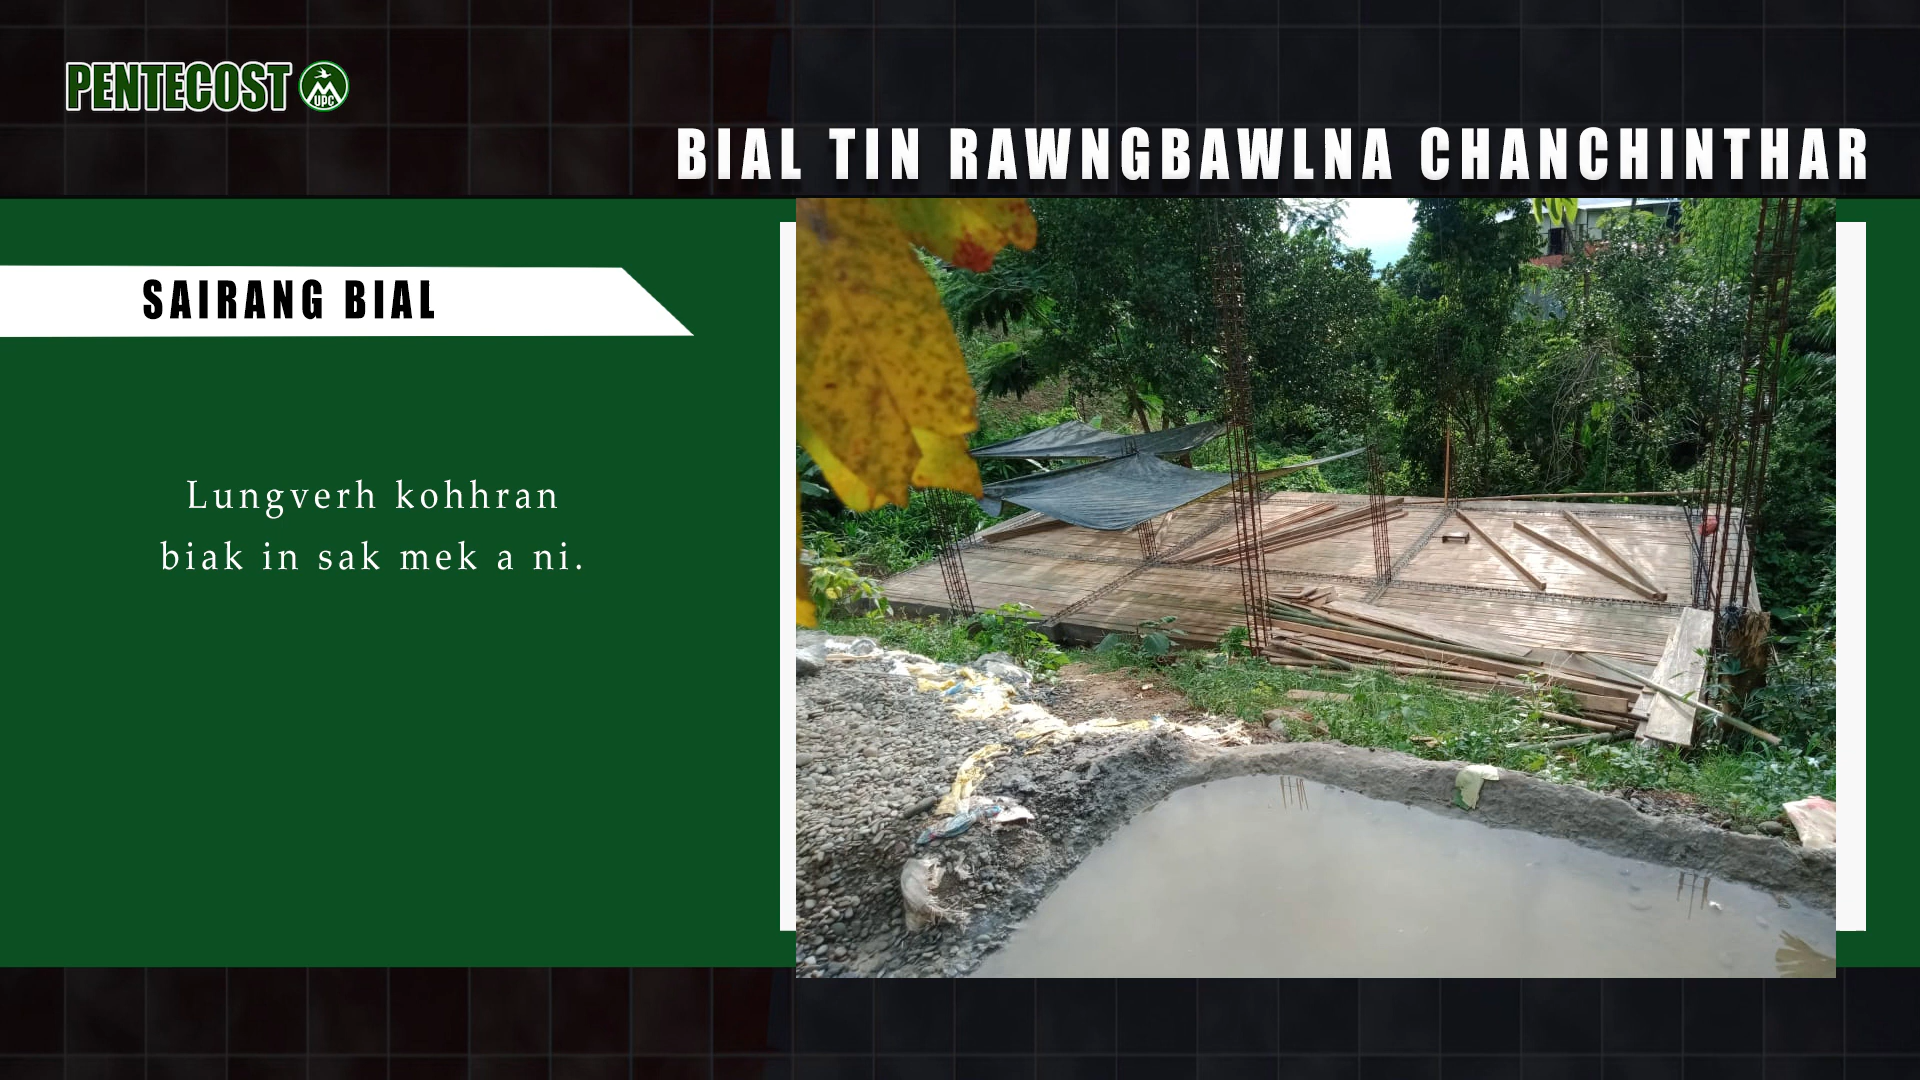 PENTECOST
UPC
BIAL TIN RAWNGBAWLNA CHANCHINTHAR
SAIRANG BIAL
Lungverh kohhran
biak in sak mek a ni.